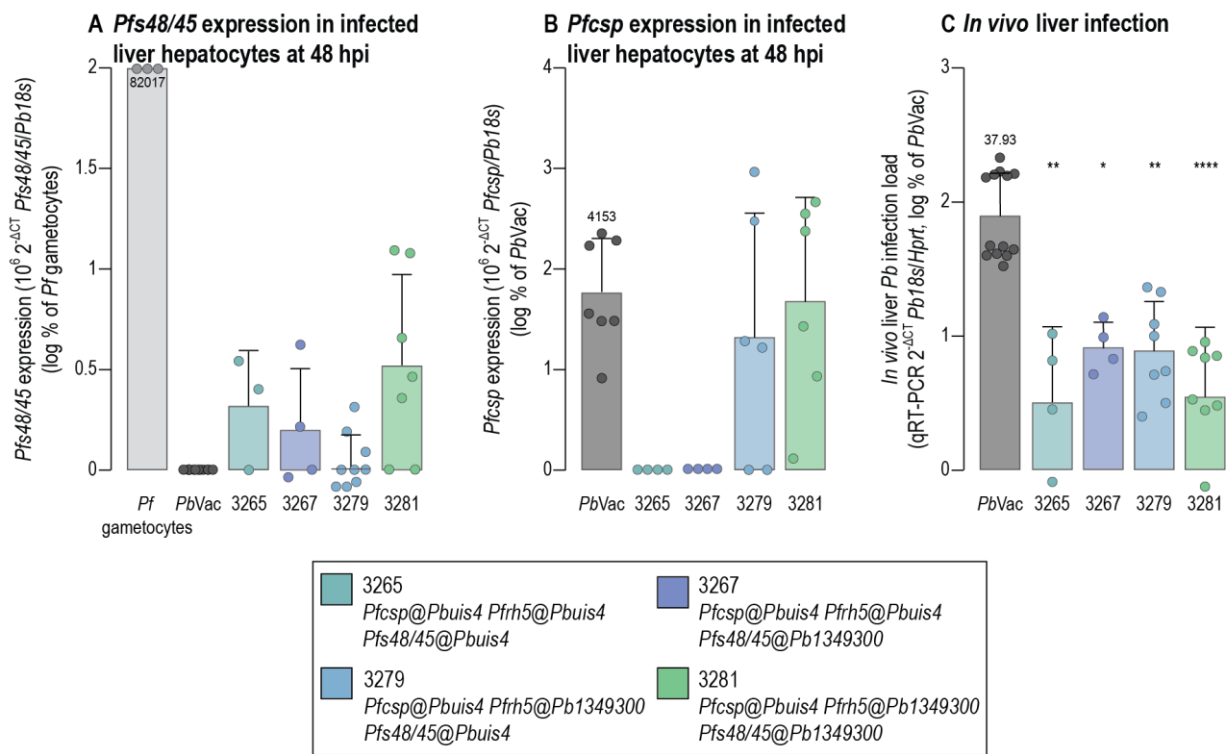 A Pfs48/45 expression in infected
liver hepatocytes at 48 hpi
Pfs48/45 expression (10⁶ 2^-ΔCT Pfs48/45/Pb18s)
(log % of Pf gametocytes)
2
1.5
1
0.5
0
82017
Pf
gametocytes
PbVac
3265
3267
3279
3281
B Pfcsp expression in infected
liver hepatocytes at 48 hpi
Pfcsp expression (10⁶ 2^-ΔCT Pfcsp/Pb18s)
(log % of PbVac)
4
3
2
1
0
4153
PbVac
3265
3267
3279
3281
C In vivo liver infection
In vivo liver Pb infection load
(qRT-PCR 2^-ΔCT Pb18s/Hprt, log % of PbVac)
3
2
1
0
37.93
**
*
**
****
PbVac
3265
3267
3279
3281
3265
Pfcsp@Pbuis4 Pfrh5@Pbuis4
Pfs48/45@Pbuis4
3267
Pfcsp@Pbuis4 Pfrh5@Pbuis4
Pfs48/45@Pb1349300
3279
Pfcsp@Pbuis4 Pfrh5@Pb1349300
Pfs48/45@Pbuis4
3281
Pfcsp@Pbuis4 Pfrh5@Pb1349300
Pfs48/45@Pb1349300